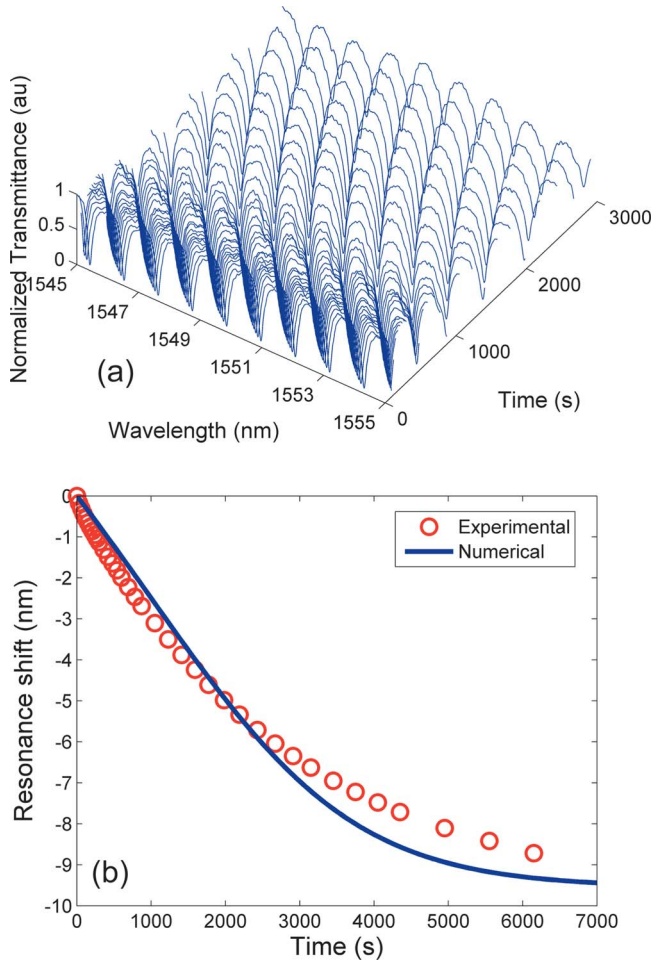 Normalized Transmittance (au)
1
0.5
0
1545
1547
1549
1551
1553
1555
0
1000
2000
3000
(a)
Wavelength (nm)
Time (s)
0
-1
-2
-3
-4
-5
-6
-7
-8
-9
-10
Resonance shift (nm)
Experimental
Numerical
(b)
0 1000 2000 3000 4000 5000 6000 7000
Time (s)